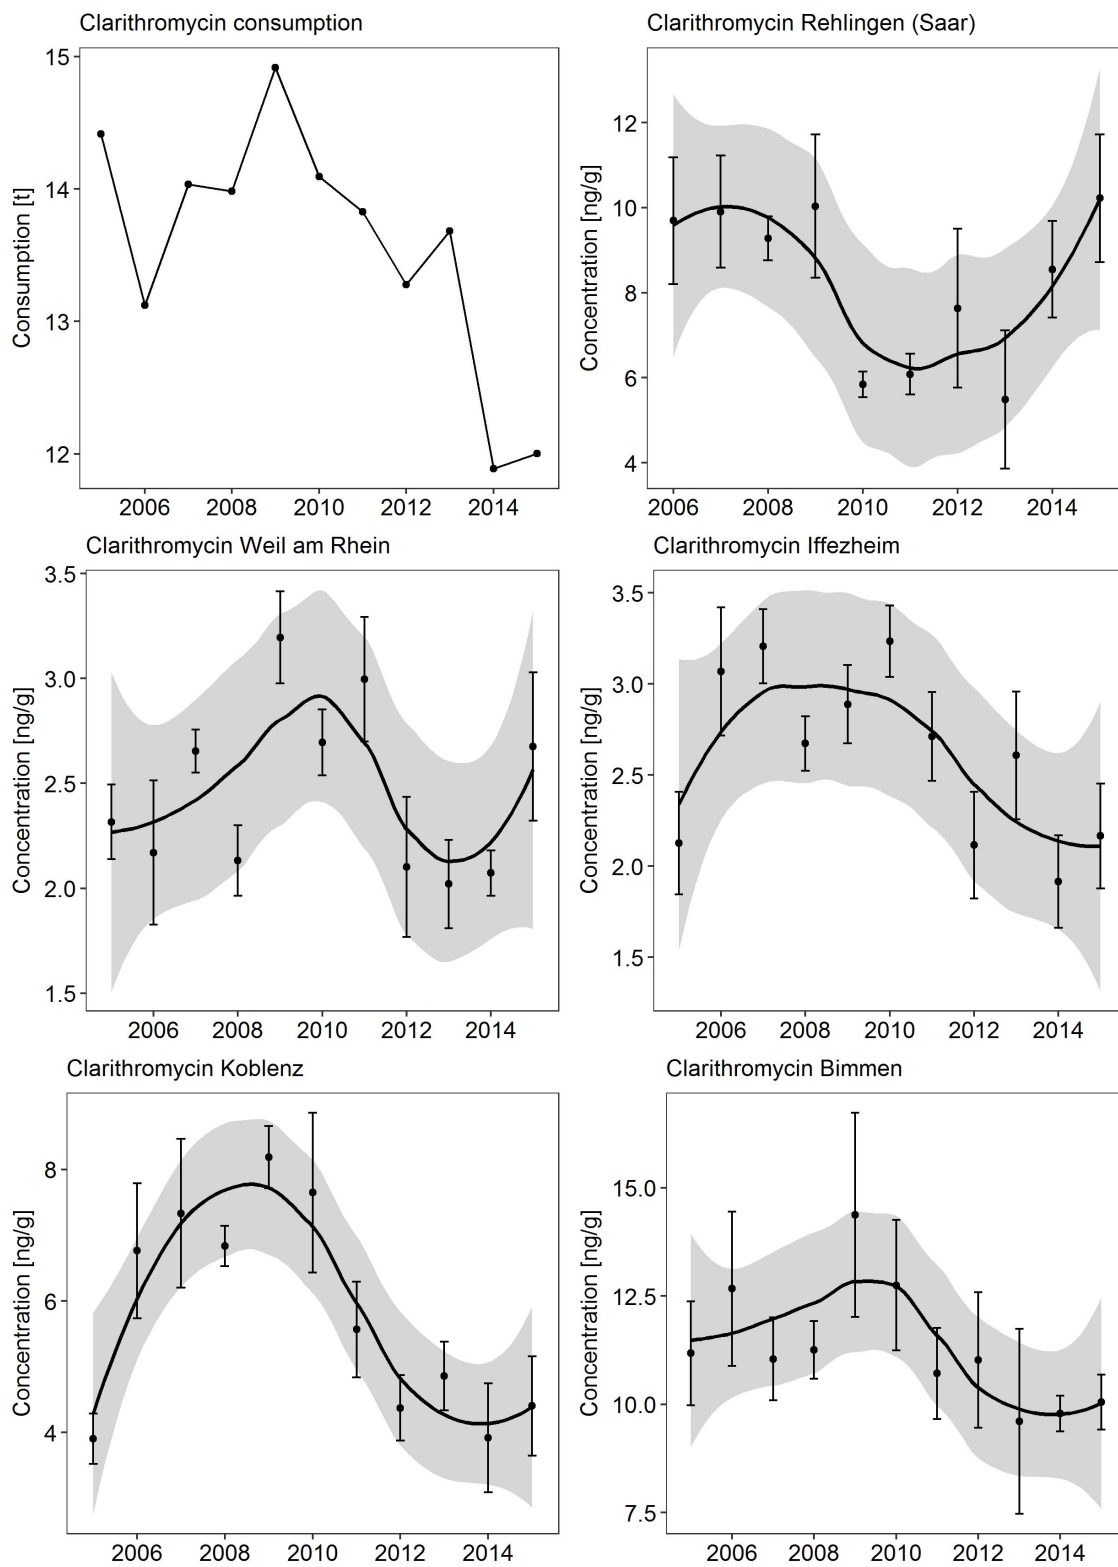 Clarithromycin consumption
Consumption [t]
15
14
13
12
2006 2008 2010 2012 2014
Clarithromycin Rehlingen (Saar)
Concentration [ng/g]
12
10
8
6
4
2006 2008 2010 2012 2014
Clarithromycin Weil am Rhein
Concentration [ng/g]
3.5
3.0
2.5
2.0
1.5
2006 2008 2010 2012 2014
Clarithromycin Iffezheim
Concentration [ng/g]
3.5
3.0
2.5
2.0
1.5
2006 2008 2010 2012 2014
Clarithromycin Koblenz
Concentration [ng/g]
8
6
4
2006 2008 2010 2012 2014
Clarithromycin Bimmen
Concentration [ng/g]
15.0
12.5
10.0
7.5
2006 2008 2010 2012 2014